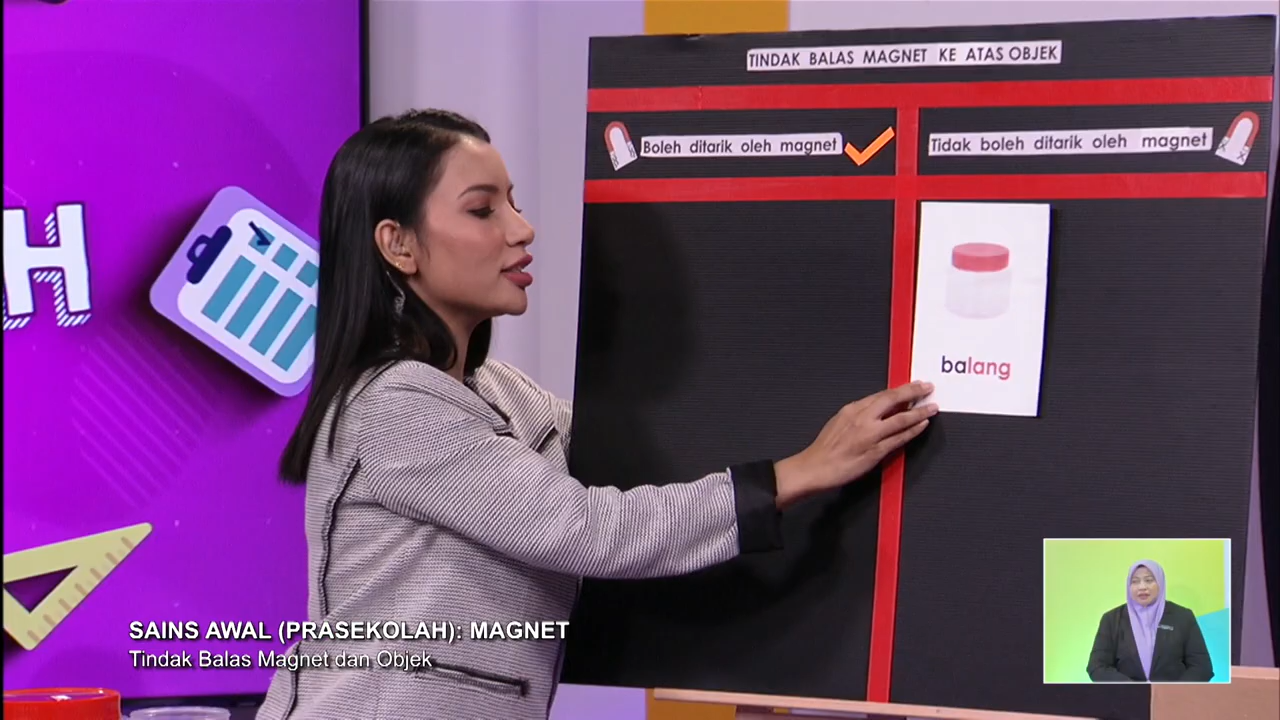 TINDAK BALAS MAGNET KE ATAS OBJEK
Boleh ditarik oleh magnet
Tidak boleh ditarik oleh magnet
balang
H
SAINS AWAL (PRASEKOLAH): MAGNET
Tindak Balas Magnet dan Objek